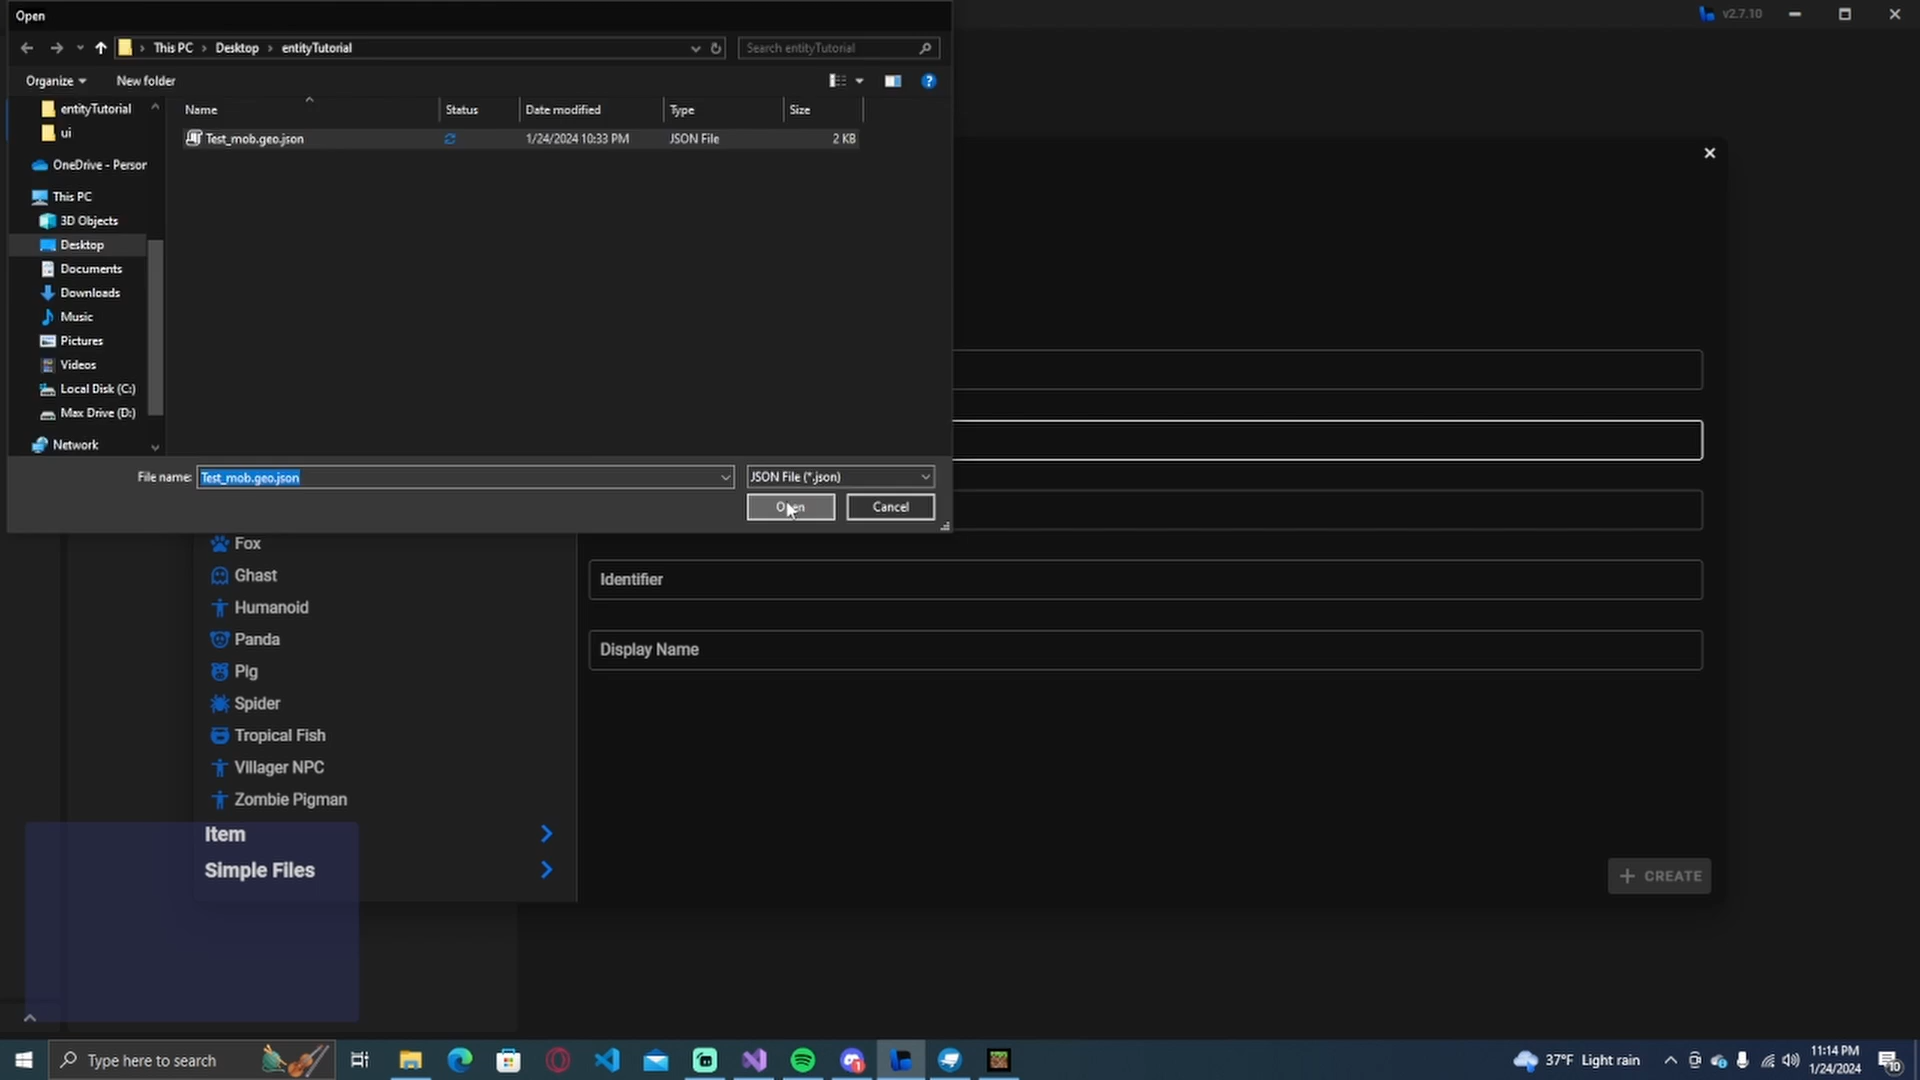 Open
v2.7.10
This PC > Desktop > entityTutorial
Search entityTutorial
Organize
New folder
Name
Status
Date modified
Type
Size
Test_mob.geo.json
1/24/2024 10:33 PM
JSON File
2 KB
entityTutorial
ui
OneDrive - Person
This PC
3D Objects
Desktop
Documents
Downloads
Music
Pictures
Videos
Local Disk (C:)
Max Drive (D:)
Network
File name:
Test_mob.geo.json
JSON File (*.json)
Open
Cancel
Fox
Ghast
Humanoid
Panda
Pig
Spider
Tropical Fish
Villager NPC
Zombie Pigman
Item
Simple Files
Identifier
Display Name
+ CREATE
Type here to search
37°F Light rain
11:14 PM
1/24/2024
1
10